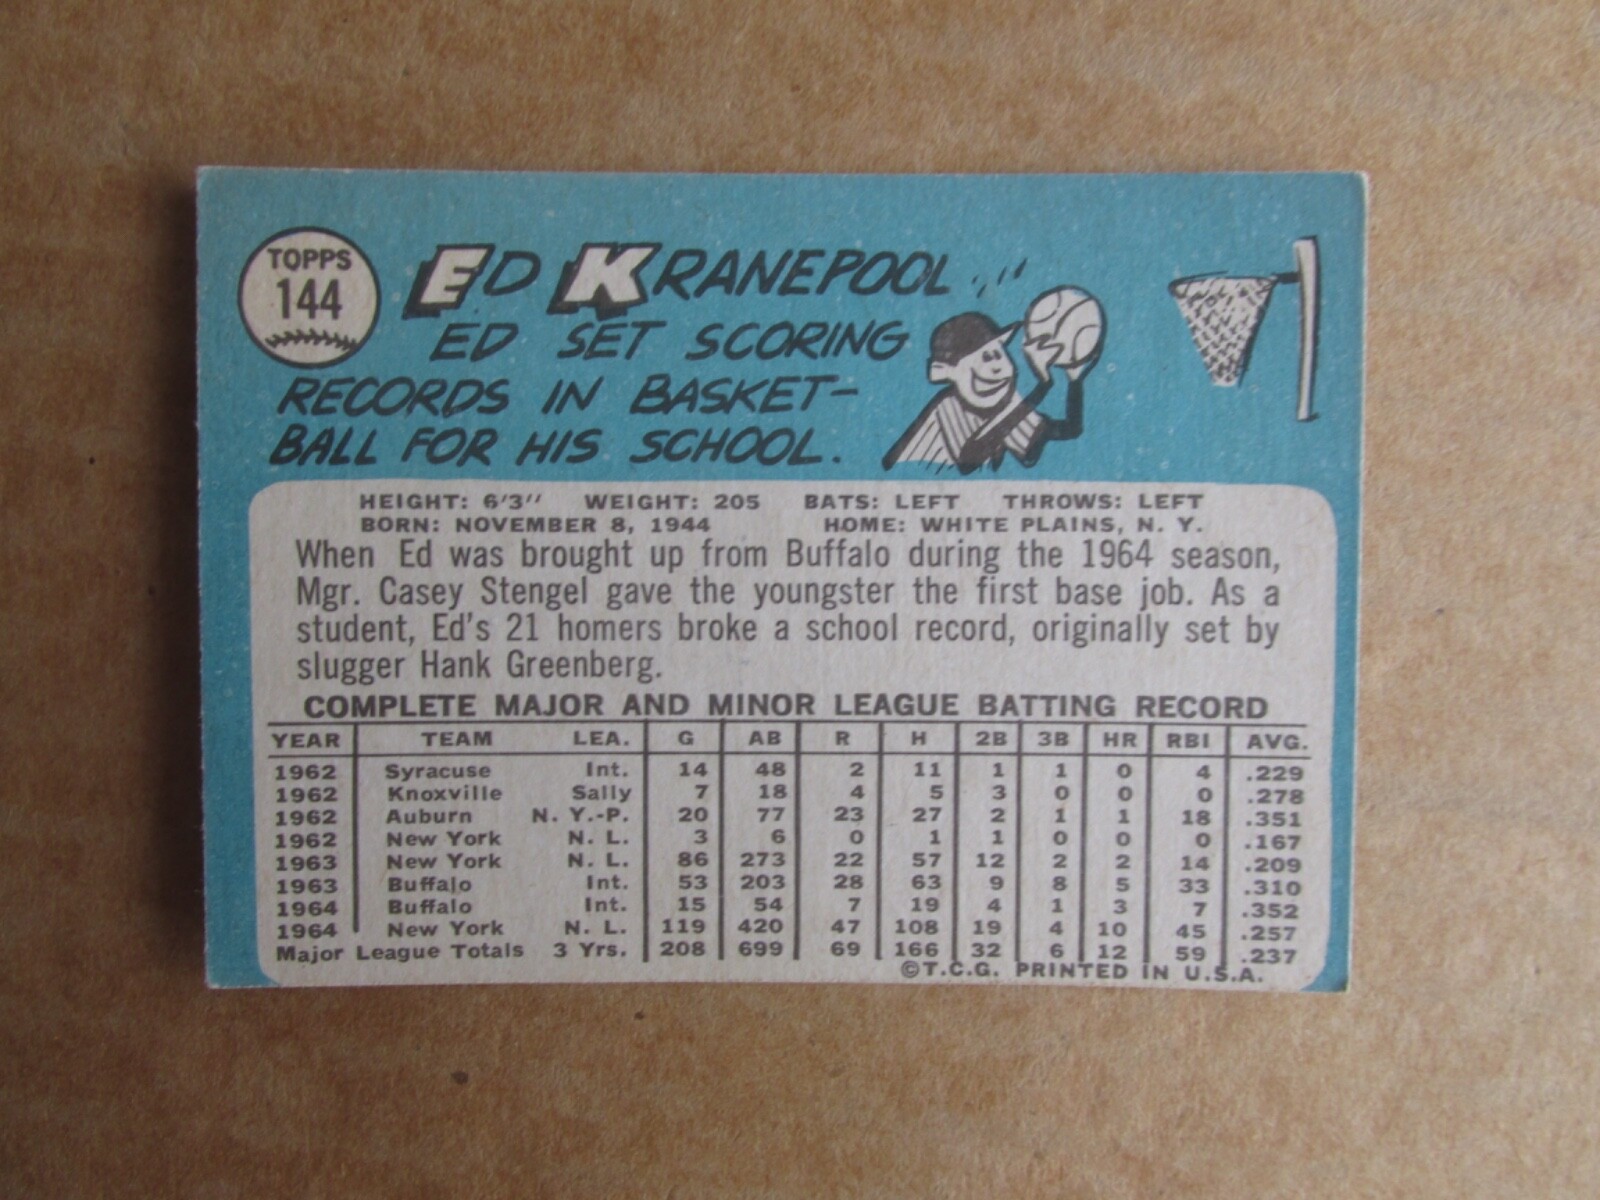 TOPPS
144
ED KRANEPOOL
ED SET SCORING
RECORDS IN BASKET-
BALL FOR HIS SCHOOL.
HEIGHT: 6'3" WEIGHT: 205 BATS: LEFT THROWS: LEFT
BORN: NOVEMBER 8, 1944 HOME: WHITE PLAINS, N. Y.
When Ed was brought up from Buffalo during the 1964 season,
Mgr. Casey Stengel gave the youngster the first base job. As a
student, Ed's 21 homers broke a school record, originally set by
slugger Hank Greenberg.
COMPLETE MAJOR AND MINOR LEAGUE BATTING RECORD
YEAR TEAM LEA. G AB R H 2B 3B HR RBI AVG.
1962 Syracuse Int. 14 48 2 11 1 1 0 4 .229
1962 Knoxville Sally 7 18 4 5 3 0 0 0 .278
1962 Auburn N. Y.-P. 20 77 23 27 2 1 1 18 .351
1962 New York N. L. 3 6 0 1 1 0 0 0 .167
1963 New York N. L. 86 273 22 57 12 2 2 14 .209
1963 Buffalo Int. 53 203 28 63 9 8 5 33 .310
1964 Buffalo Int. 15 54 7 19 4 1 3 7 .352
1964 New York N. L. 119 420 47 108 19 4 10 45 .257
Major League Totals 3 Yrs. 208 699 69 166 32 6 12 59 .237
©T.C.G. PRINTED IN U.S.A.